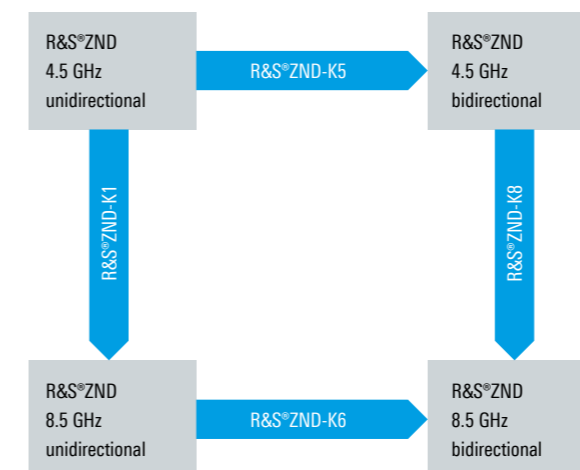 R&S®ZND
4.5 GHz
unidirectional
R&S®ZND-K5
R&S®ZND
4.5 GHz
bidirectional
R&S®ZND-K1
R&S®ZND-K8
R&S®ZND
8.5 GHz
unidirectional
R&S®ZND-K6
R&S®ZND
8.5 GHz
bidirectional